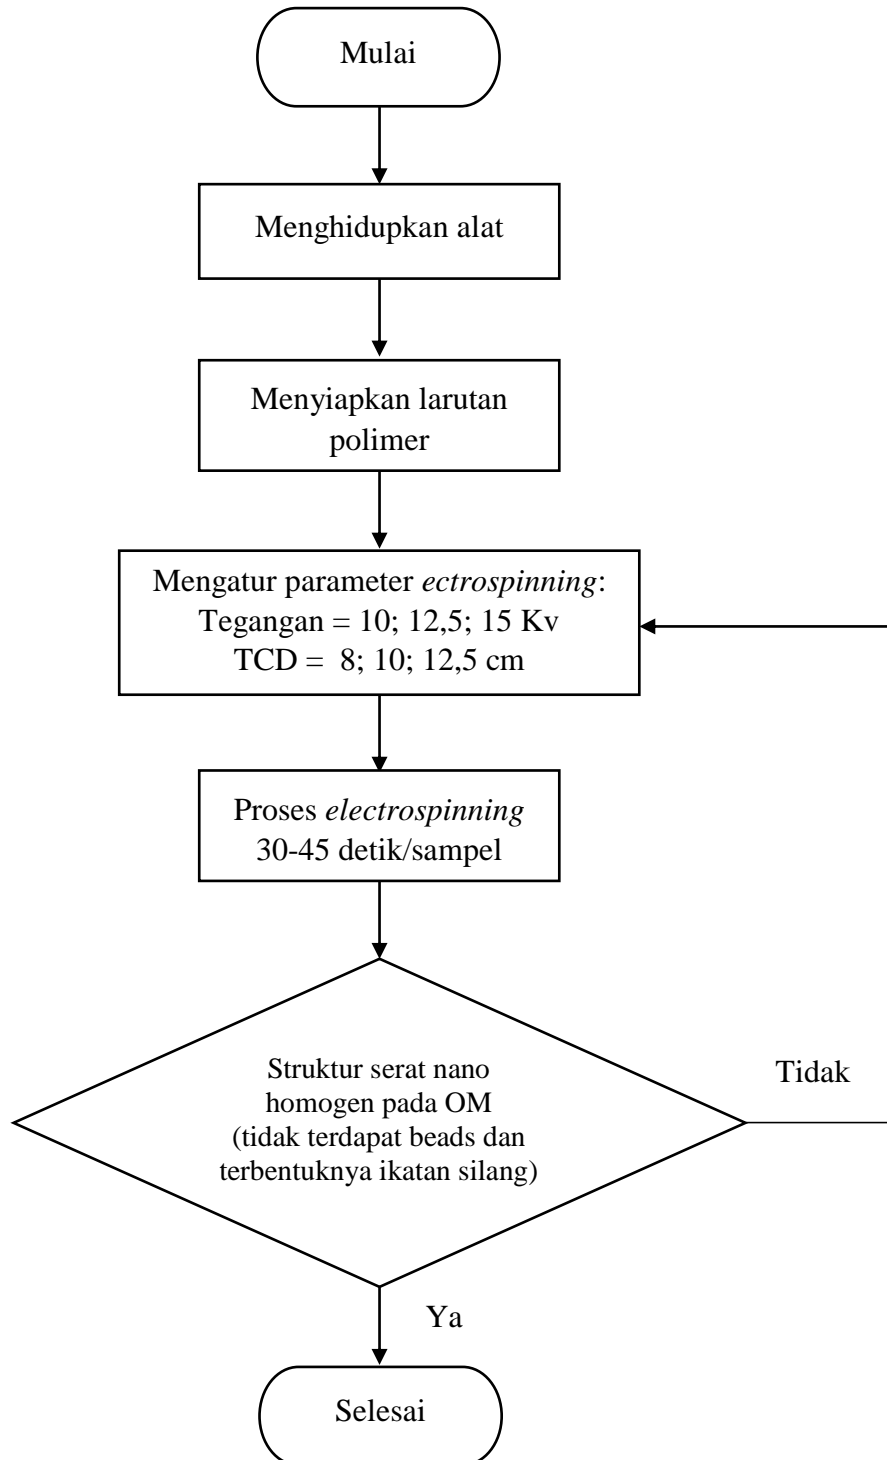 Mulai
Menghidupkan alat
Menyiapkan larutan
polimer
Mengatur parameter ectrospinning:
Tegangan = 10; 12,5; 15 Kv
TCD = 8; 10; 12,5 cm
Proses electrospinning
30-45 detik/sampel
Struktur serat nano
homogen pada OM
(tidak terdapat beads dan
terbentuknya ikatan silang)
Tidak
Ya
Selesai